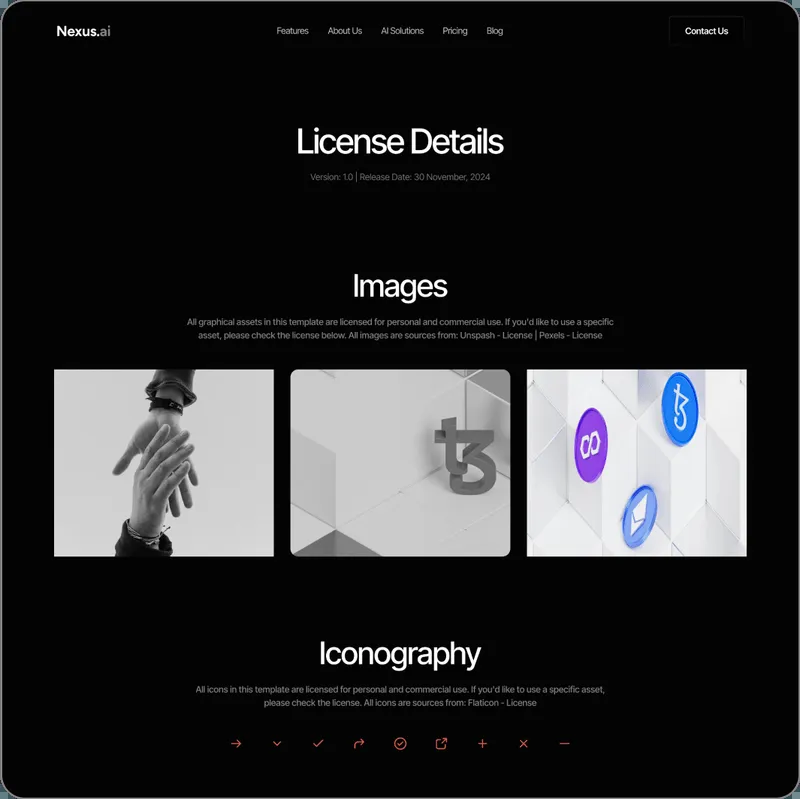 Nexus.ai
Features About Us AI Solutions Pricing Blog
Contact Us
License Details
Version: 1.0 | Release Date: 30 November, 2024
Images
All graphical assets in this template are licensed for personal and commercial use. If you'd like to use a specific
asset, please check the license below. All images are sources from: Unspash - License | Pexels - License
Iconography
All icons in this template are licensed for personal and commercial use. If you'd like to use a specific asset,
please check the license. All icons are sources from: Flaticon - License